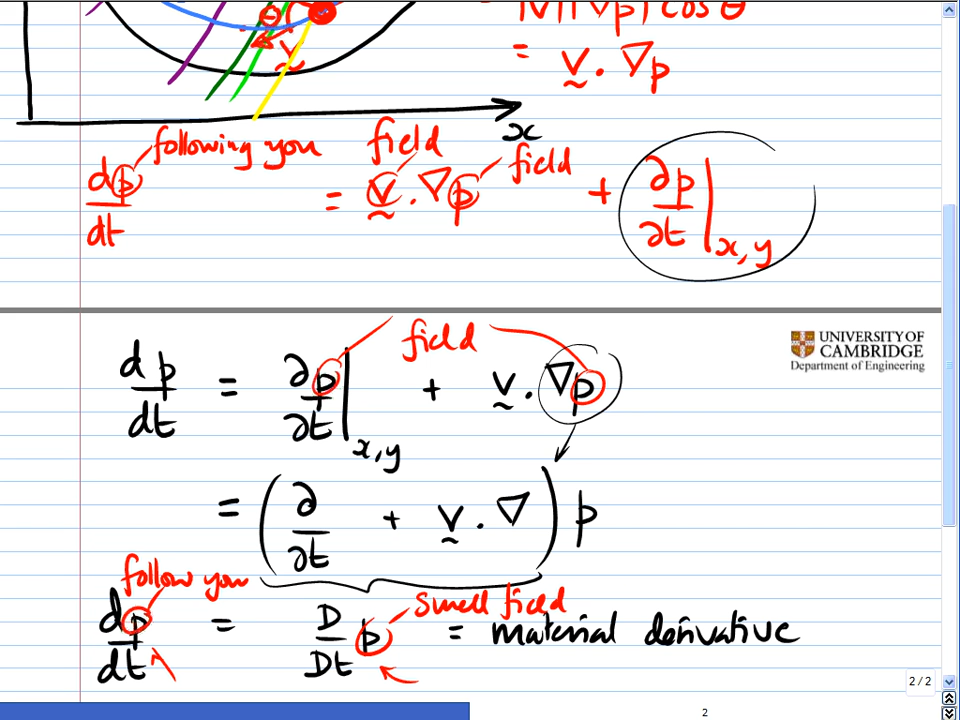 = |v||∇p| cos θ
θ
v
= v . ∇p
x
following you field field
dp/dt = v . ∇p + ∂p/∂t |x,y
field
UNIVERSITY OF
CAMBRIDGE
Department of Engineering
dp/dt = ∂p/∂t |x,y + v . ∇p
= (∂/∂t + v . ∇) p
follow you smell field
dp/dt = D/Dt p = material derivative
2 / 2
2